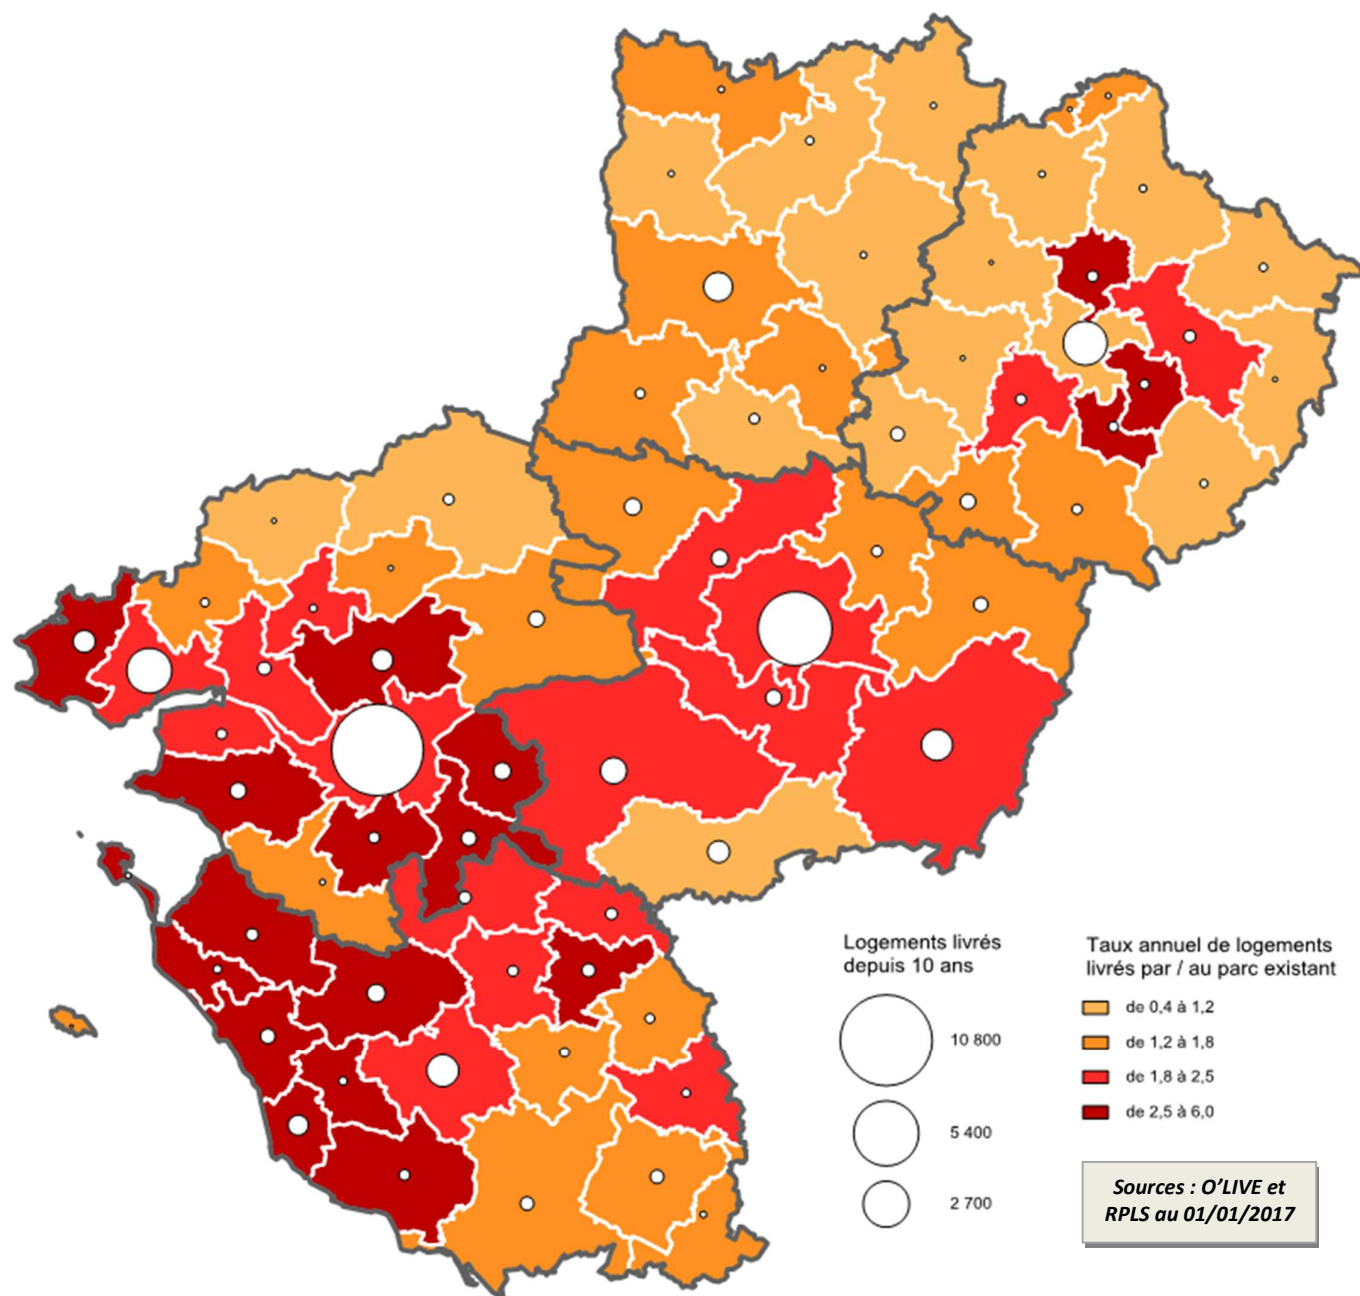 Logements livrés
depuis 10 ans
10 800
5 400
2 700
Taux annuel de logements
livrés par / au parc existant
de 0,4 à 1,2
de 1,2 à 1,8
de 1,8 à 2,5
de 2,5 à 6,0
Sources : O'LIVE et
RPLS au 01/01/2017